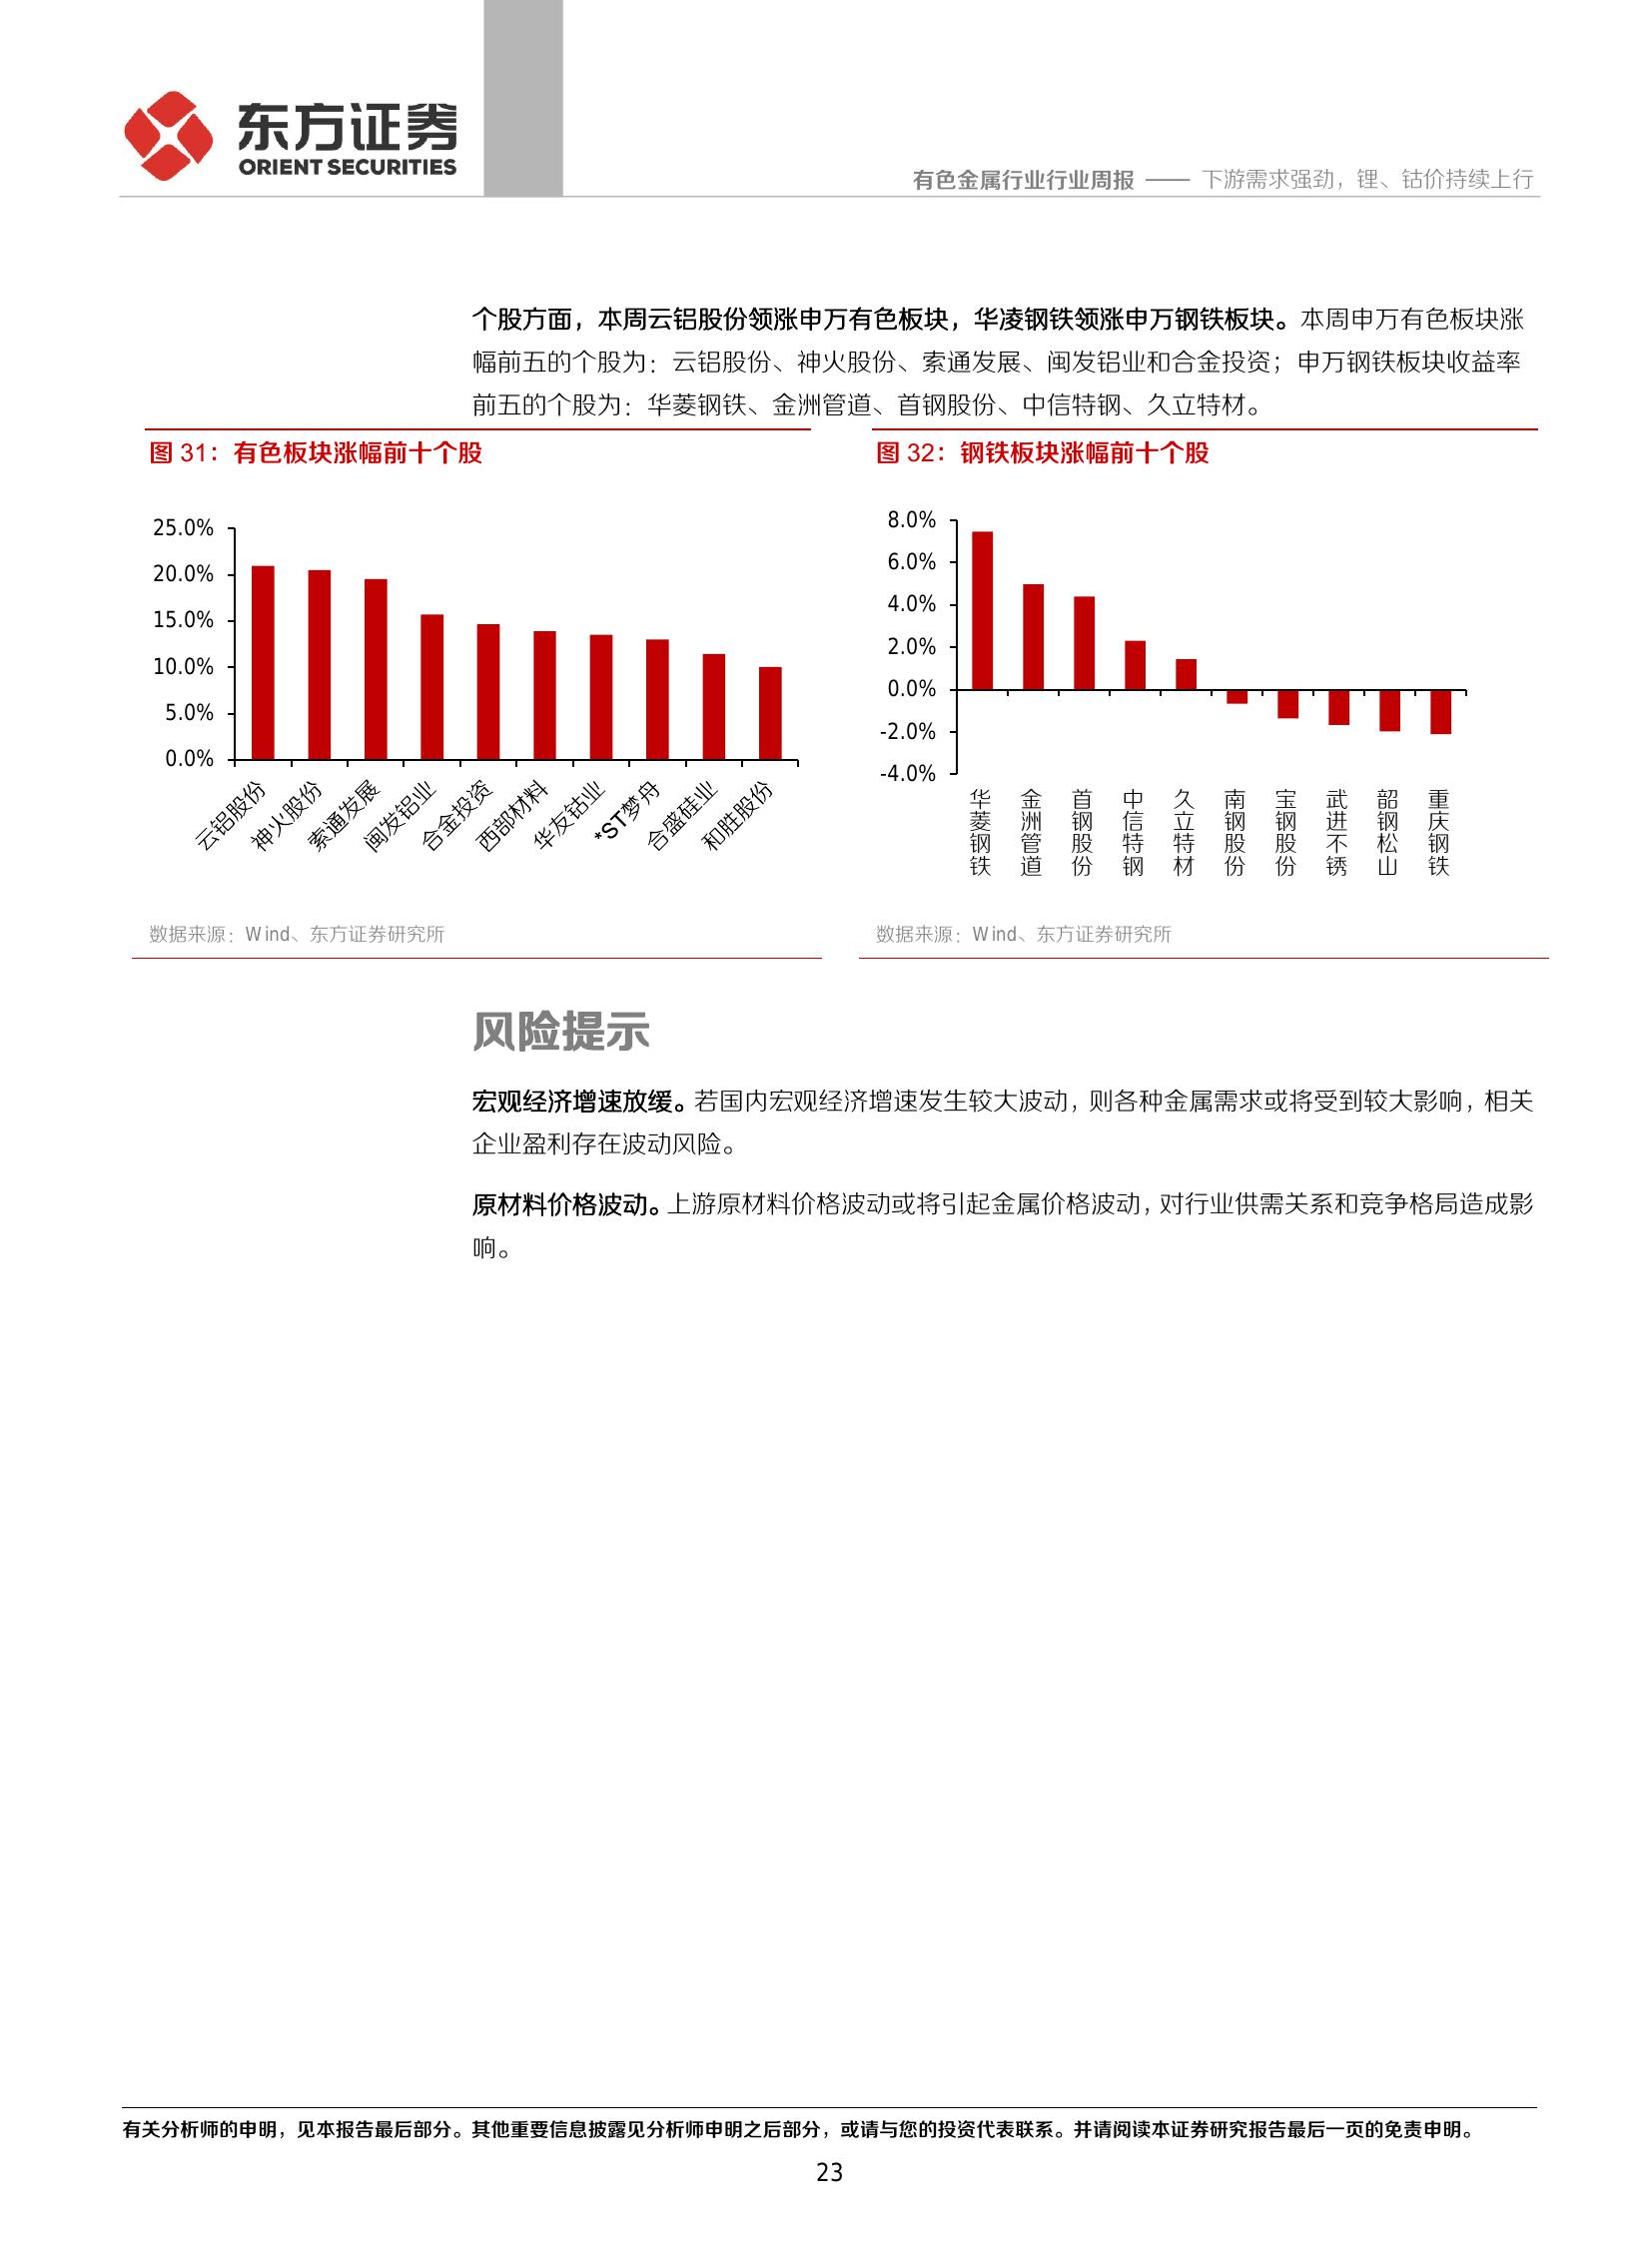 东方证券
ORIENT SECURITIES
有色金属行业行业周报 —— 下游需求强劲，锂、钴价持续上行
个股方面，本周云铝股份领涨申万有色板块，华凌钢铁领涨申万钢铁板块。本周申万有色板块涨
幅前五的个股为：云铝股份、神火股份、索通发展、闽发铝业和合金投资；申万钢铁板块收益率
前五的个股为：华菱钢铁、金洲管道、首钢股份、中信特钢、久立特材。
图 31：有色板块涨幅前十个股
25.0%
20.0%
15.0%
10.0%
5.0%
0.0%
云铝股份
神火股份
索通发展
闽发铝业
合金投资
西部材料
华友钴业
*ST梦舟
合盛硅业
和胜股份
数据来源：Wind、东方证券研究所
图 32：钢铁板块涨幅前十个股
8.0%
6.0%
4.0%
2.0%
0.0%
-2.0%
-4.0%
华菱钢铁
金洲管道
首钢股份
中信特钢
久立特材
南钢股份
宝钢股份
武进不锈
韶钢松山
重庆钢铁
数据来源：Wind、东方证券研究所
风险提示
宏观经济增速放缓。若国内宏观经济增速发生较大波动，则各种金属需求或将受到较大影响，相关
企业盈利存在波动风险。
原材料价格波动。上游原材料价格波动或将引起金属价格波动，对行业供需关系和竞争格局造成影
响。
有关分析师的申明，见本报告最后部分。其他重要信息披露见分析师申明之后部分，或请与您的投资代表联系。并请阅读本证券研究报告最后一页的免责申明。
23